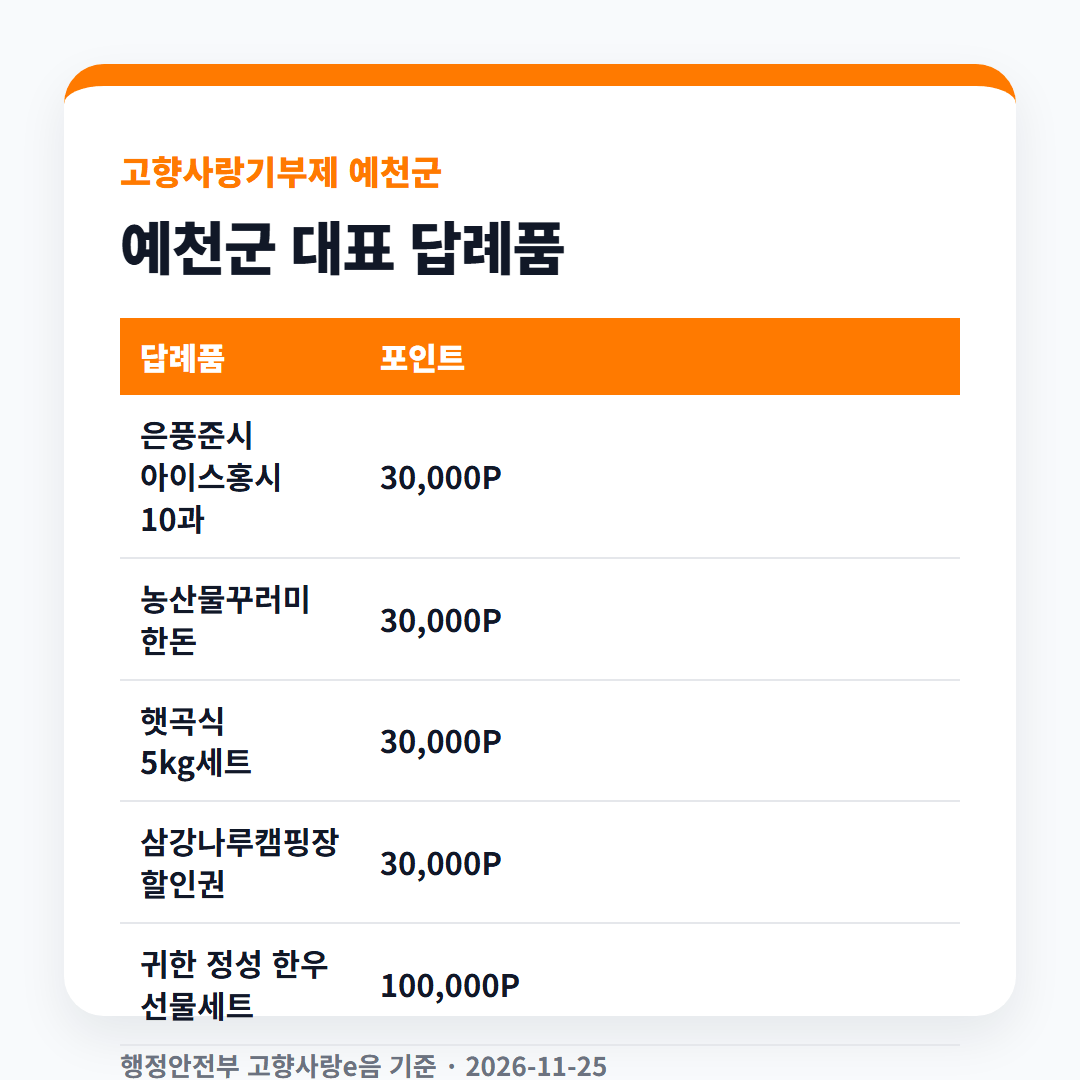 고향사랑기부제 예천군
예천군 대표 답례품
답례품 포인트
은풍준시
아이스홍시
10과
30,000P
농산물꾸러미
한돈
30,000P
햇곡식
5kg세트
30,000P
삼강나루캠핑장
할인권
30,000P
귀한 정성 한우
선물세트
100,000P
행정안전부 고향사랑e음 기준 · 2026-11-25